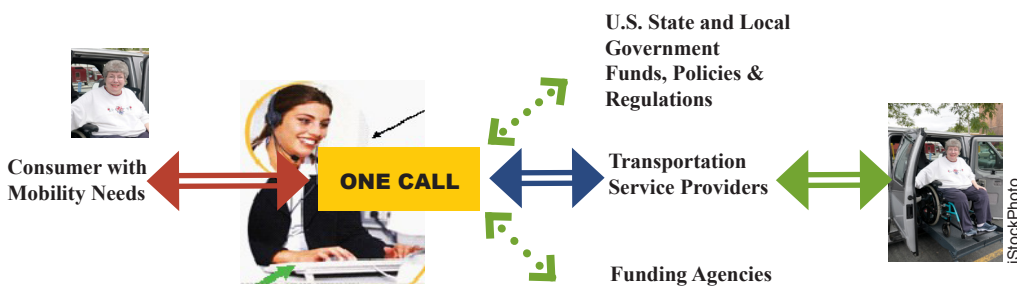 U.S. State and Local
Government
Funds, Policies &
Regulations
Consumer with
Mobility Needs
ONE CALL
Transportation
Service Providers
Funding Agencies
iStockPhoto